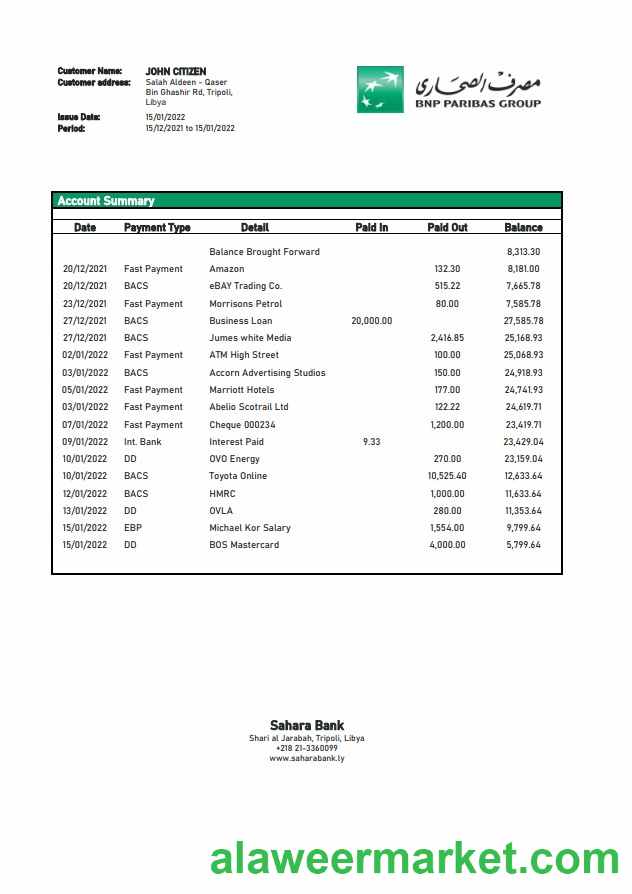 Customer Name: JOHN CITIZEN
Customer address: Salah Aldeen - Qaser
Bin Ghashir Rd, Tripoli,
Libya
Issue Date: 15/01/2022
Period: 15/12/2021 to 15/01/2022
مصرف الصحاري
BNP PARIBAS GROUP
Account Summary
Date Payment Type Detail Paid In Paid Out Balance
Balance Brought Forward 8,313.30
20/12/2021 Fast Payment Amazon 132.30 8,181.00
20/12/2021 BACS eBAY Trading Co. 515.22 7,665.78
23/12/2021 Fast Payment Morrisons Petrol 80.00 7,585.78
27/12/2021 BACS Business Loan 20,000.00 27,585.78
27/12/2021 BACS Jumes white Media 2,416.85 25,168.93
02/01/2022 Fast Payment ATM High Street 100.00 25,068.93
03/01/2022 BACS Accorn Advertising Studios 150.00 24,918.93
05/01/2022 Fast Payment Marriott Hotels 177.00 24,741.93
03/01/2022 Fast Payment Abelio Scotrail Ltd 122.22 24,619.71
07/01/2022 Fast Payment Cheque 000234 1,200.00 23,419.71
09/01/2022 Int. Bank Interest Paid 9.33 23,429.04
10/01/2022 DD OVO Energy 270.00 23,159.04
10/01/2022 BACS Toyota Online 10,525.40 12,633.64
12/01/2022 BACS HMRC 1,000.00 11,633.64
13/01/2022 DD OVLA 280.00 11,353.64
15/01/2022 EBP Michael Kor Salary 1,554.00 9,799.64
15/01/2022 DD BOS Mastercard 4,000.00 5,799.64
Sahara Bank
Shari al Jarabah, Tripoli, Libya
+218 21-3360099
www.saharabank.ly
alaweermarket.com